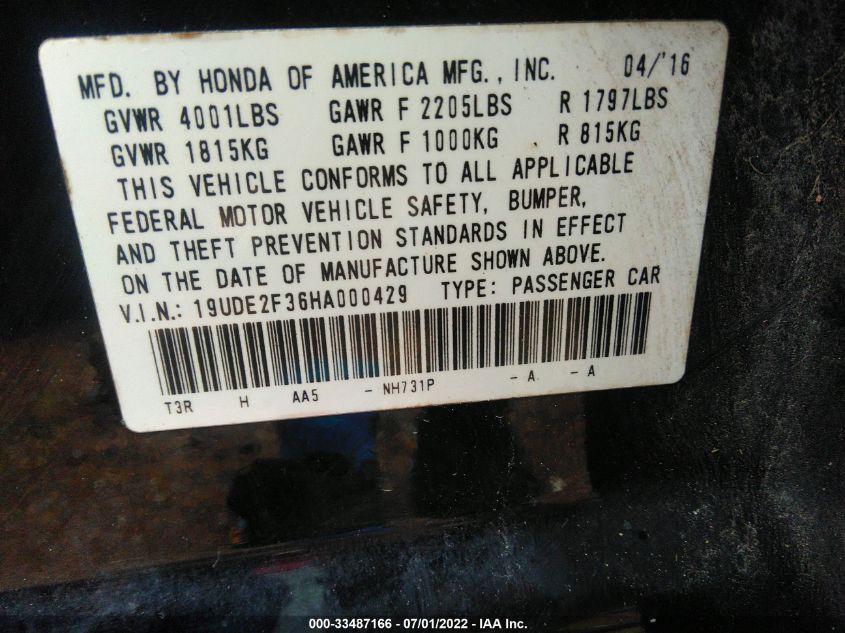 MFD. BY HONDA OF AMERICA MFG., INC. 04/'16
GVWR 4001LBS GAWR F 2205LBS R 1797LBS
GVWR 1815KG GAWR F 1000KG R 815KG
THIS VEHICLE CONFORMS TO ALL APPLICABLE
FEDERAL MOTOR VEHICLE SAFETY, BUMPER,
AND THEFT PREVENTION STANDARDS IN EFFECT
ON THE DATE OF MANUFACTURE SHOWN ABOVE.
V.I.N.: 19UDE2F36HA000429 TYPE: PASSENGER CAR
T3R H AA5 - NH731P - A - A
000-33487166 - 07/01/2022 - IAA Inc.